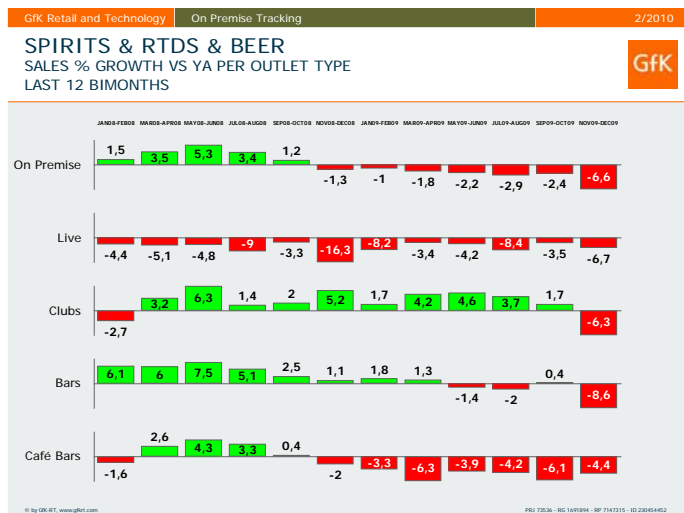 GfK Retail and Technology On Premise Tracking 2/2010
SPIRITS & RTDS & BEER
SALES % GROWTH VS YA PER OUTLET TYPE
LAST 12 BIMONTHS
GfK
JAN08-FEB08 MAR08-APR08 MAY08-JUN08 JUL08-AUG08 SEP08-OCT08 NOV08-DEC08 JAN09-FEB09 MAR09-APR09 MAY09-JUN09 JUL09-AUG09 SEP09-OCT09 NOV09-DEC09
On Premise 1,5 3,5 5,3 3,4 1,2 -1,3 -1 -1,8 -2,2 -2,9 -2,4 -6,6
Live -4,4 -5,1 -4,8 -9 -3,3 -16,3 -8,2 -3,4 -4,2 -8,4 -3,5 -6,7
Clubs -2,7 3,2 6,3 1,4 2 5,2 1,7 4,2 4,6 3,7 1,7 -6,3
Bars 6,1 6 7,5 5,1 2,5 1,1 1,8 1,3 -1,4 -2 0,4 -8,6
Café Bars -1,6 2,6 4,3 3,3 0,4 -2 -3,3 -6,3 -3,9 -4,2 -6,1 -4,4
© by GfK-RT, www.gfkrt.com PRJ 73536 - RG 1691894 - RP 7147315 - ID 230454452